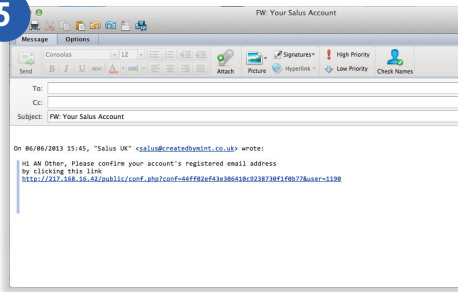 5
FW: Your Salus Account
Message Options
Consolas 12
Signatures High Priority
Send B I U ABC A Attach Picture Hyperlink Low Priority Check Names
To:
Cc:
Subject: FW: Your Salus Account
On 06/06/2013 15:45, "Salus UK" <salus@createdbymint.co.uk> wrote:
Hi AN Other, Please confirm your account's registered email address
by clicking this link
http://217.168.16.42/public/conf.php?conf=44ff02ef43e306410c9238730f1f0b77&user=1190